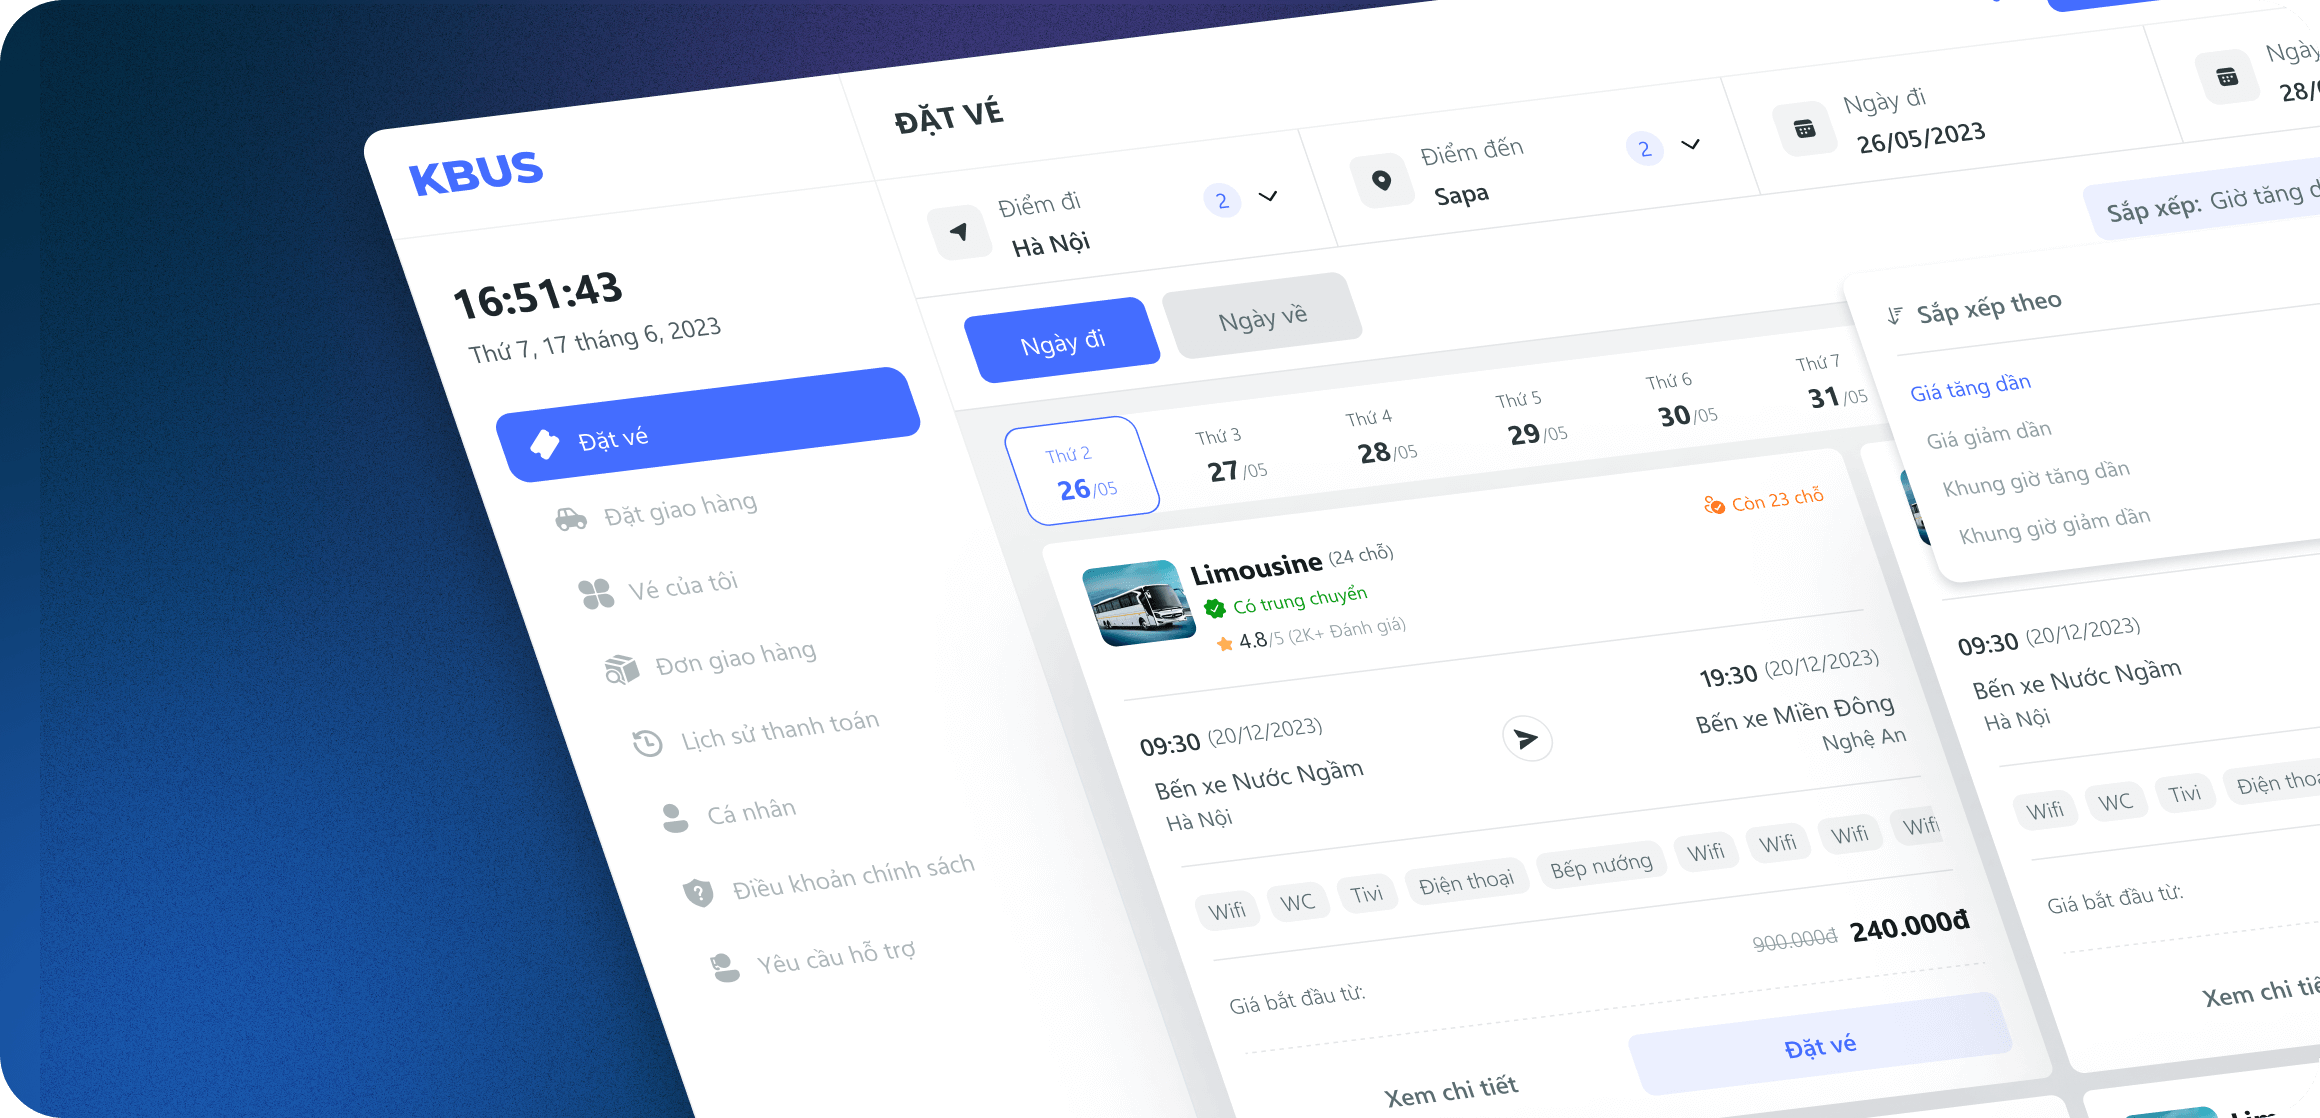 KBUS
16:51:43
Thứ 7, 17 tháng 6, 2023
Đặt vé
Đặt giao hàng
Vé của tôi
Đơn giao hàng
Lịch sử thanh toán
Cá nhân
Điều khoản chính sách
Yêu cầu hỗ trợ
ĐẶT VÉ
Điểm đi
Hà Nội
2
Điểm đến
Sapa
2
Ngày đi
26/05/2023
Ngày
28/
Ngày đi
Ngày về
Sắp xếp: Giờ tăng d
Sắp xếp theo
Giá tăng dần
Giá giảm dần
Khung giờ tăng dần
Khung giờ giảm dần
Thứ 2
26/05
Thứ 3
27/05
Thứ 4
28/05
Thứ 5
29/05
Thứ 6
30/05
Thứ 7
31/05
Còn 23 chỗ
Limousine (24 chỗ)
Có trung chuyển
4.8/5 (2K+ Đánh giá)
09:30 (20/12/2023)
Bến xe Nước Ngầm
Hà Nội
19:30 (20/12/2023)
Bến xe Miền Đông
Nghệ An
Wifi WC Tivi Điện thoại Bếp nướng Wifi Wifi Wifi Wifi
900.000đ 240.000đ
Giá bắt đầu từ:
Xem chi tiết
Đặt vé
09:30 (20/12/2023)
Bến xe Nước Ngầm
Hà Nội
Wifi WC Tivi Điện thoạ
Giá bắt đầu từ:
Xem chi tiế